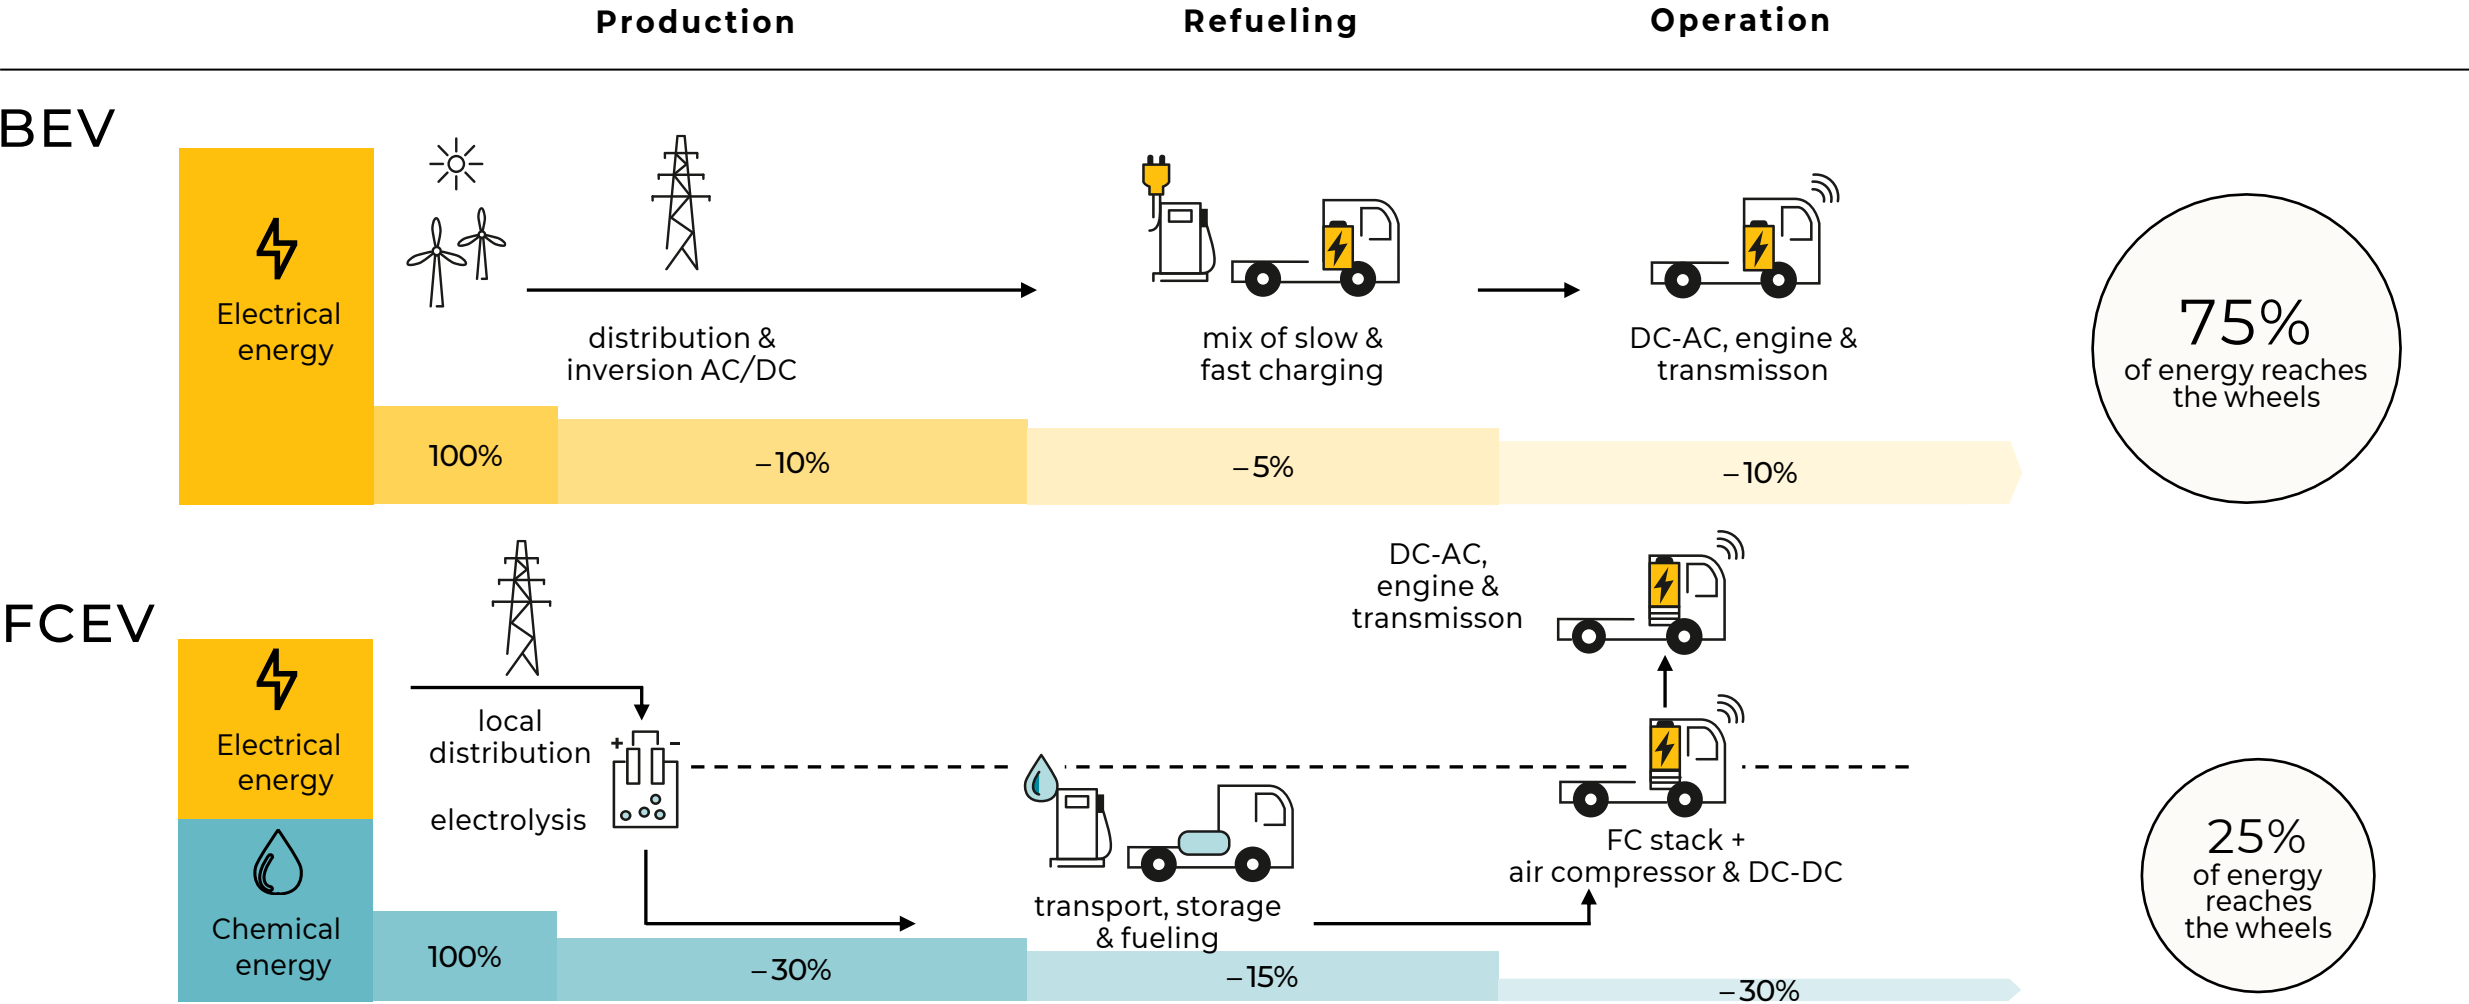 Production
Refueling
Operation
BEV
Electrical
energy
distribution &
inversion AC/DC
mix of slow &
fast charging
DC-AC, engine &
transmisson
75%
of energy reaches
the wheels
100%
–10%
–5%
–10%
FCEV
Electrical
energy
Chemical
energy
local
distribution
+ –
electrolysis
DC-AC,
engine &
transmisson
FC stack +
air compressor & DC-DC
transport, storage
& fueling
25%
of energy
reaches
the wheels
100%
–30%
–15%
–30%